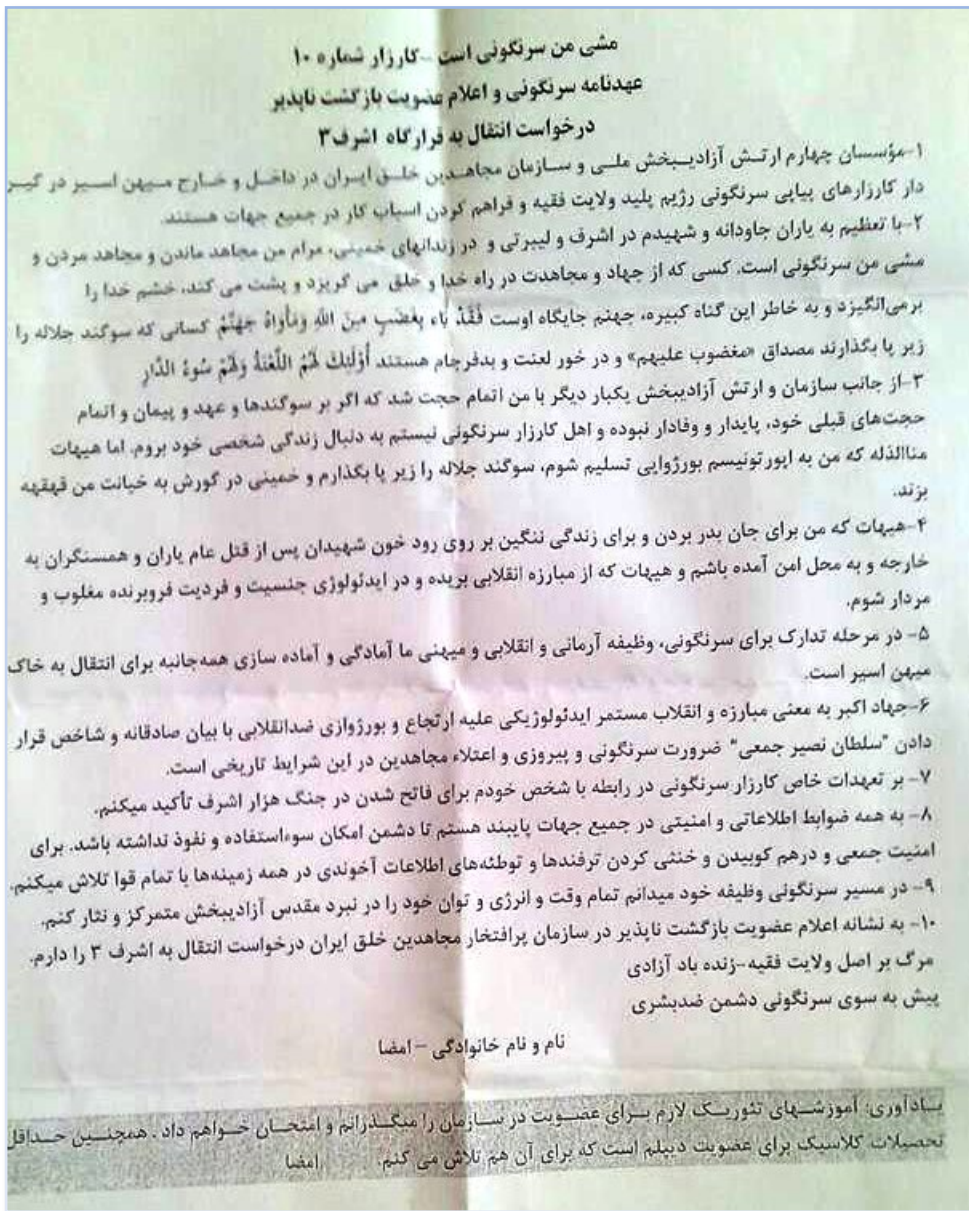 مشی من سرنگونی است – کارزار شماره ۱۰
عهدنامه سرنگونی و اعلام عضویت بازگشت ناپذیر
درخواست انتقال به قرارگاه اشرف۳
۱-مؤسسان چهارم ارتش آزادیبخش ملی و سازمان مجاهدین خلق ایران در داخل و خارج میهن اسیر در گیر
دار کارزارهای پیاپی سرنگونی رژیم پلید ولایت فقیه و فراهم کردن اسباب کار در جمیع جهات هستند.
۲-با تعظیم به یاران جاودانه و شهیدم در اشرف و لیبرتی و در زندانهای خمینی، مرام من مجاهد ماندن و مجاهد مردن و
مشی من سرنگونی است. کسی که از جهاد و مجاهدت در راه خدا و خلق می گریزد و پشت می کند، خشم خدا را
برمی‌انگیزد و به خاطر این گناه کبیره، جهنم جایگاه اوست فَقَدْ باء بِغَضَبٍ مِنَ اللهِ وَمَأْوَاهُ جَهَنَّمُ کسانی که سوگند جلاله را
زیر پا بگذارند مصداق «مغضوب علیهم» و در خور لعنت و بدفرجام هستند أُوْلَئِكَ لَهُمُ اللَّعْنَةُ وَلَهُمْ سُوءُ الدَّارِ
۳-از جانب سازمان و ارتش آزادیبخش یکبار دیگر با من اتمام حجت شد که اگر بر سوگندها و عهد و پیمان و اتمام
حجت‌های قبلی خود، پایدار و وفادار نبوده و اهل کارزار سرنگونی نیستم به دنبال زندگی شخصی خود بروم. اما هیهات
مناالذله که من به اپورتونیسم بورژوایی تسلیم شوم، سوگند جلاله را زیر پا بگذارم و خمینی در گورش به خیانت من قهقهه
بزند.
۴-هیهات که من برای جان بدر بردن و برای زندگی ننگین بر روی رود خون شهیدان پس از قتل عام یاران و همسنگران به
خارجه و به محل امن آمده باشم و هیهات که از مبارزه انقلابی بریده و در ایدئولوژی جنسیت و فردیت فروبرنده مغلوب و
مردار شوم.
۵- در مرحله تدارک برای سرنگونی، وظیفه آرمانی و انقلابی و میهنی ما آمادگی و آماده سازی همه‌جانبه برای انتقال به خاک
میهن اسیر است.
۶-جهاد اکبر به معنی مبارزه و انقلاب مستمر ایدئولوژیکی علیه ارتجاع و بورژوازی ضدانقلابی با بیان صادقانه و شاخص قرار
دادن "سلطان نصیر جمعی" ضرورت سرنگونی و پیروزی و اعتلاء مجاهدین در این شرایط تاریخی است.
۷- بر تعهدات خاص کارزار سرنگونی در رابطه با شخص خودم برای فاتح شدن در جنگ هزار اشرف تأکید میکنم.
۸- به همه ضوابط اطلاعاتی و امنیتی در جمیع جهات پایبند هستم تا دشمن امکان سوءاستفاده و نفوذ نداشته باشد. برای
امنیت جمعی و درهم کوبیدن و خنثی کردن ترفندها و توطئه‌های اطلاعات آخوندی در همه زمینه‌ها با تمام قوا تلاش میکنم.
۹- در مسیر سرنگونی وظیفه خود میدانم تمام وقت و انرژی و توان خود را در نبرد مقدس آزادیبخش متمرکز و نثار کنم.
۱۰- به نشانه اعلام عضویت بازگشت ناپذیر در سازمان پرافتخار مجاهدین خلق ایران درخواست انتقال به اشرف ۳ را دارم.
مرگ بر اصل ولایت فقیه-زنده باد آزادی
پیش به سوی سرنگونی دشمن ضدبشری
نام و نام خانوادگی – امضا
یادآوری: آموزشهای تئوریک لازم برای عضویت در سازمان را میگذرانم و امتحان خواهم داد . همچنین حداقل
تحصیلات کلاسیک برای عضویت دیپلم است که برای آن هم تلاش می کنم. امضا